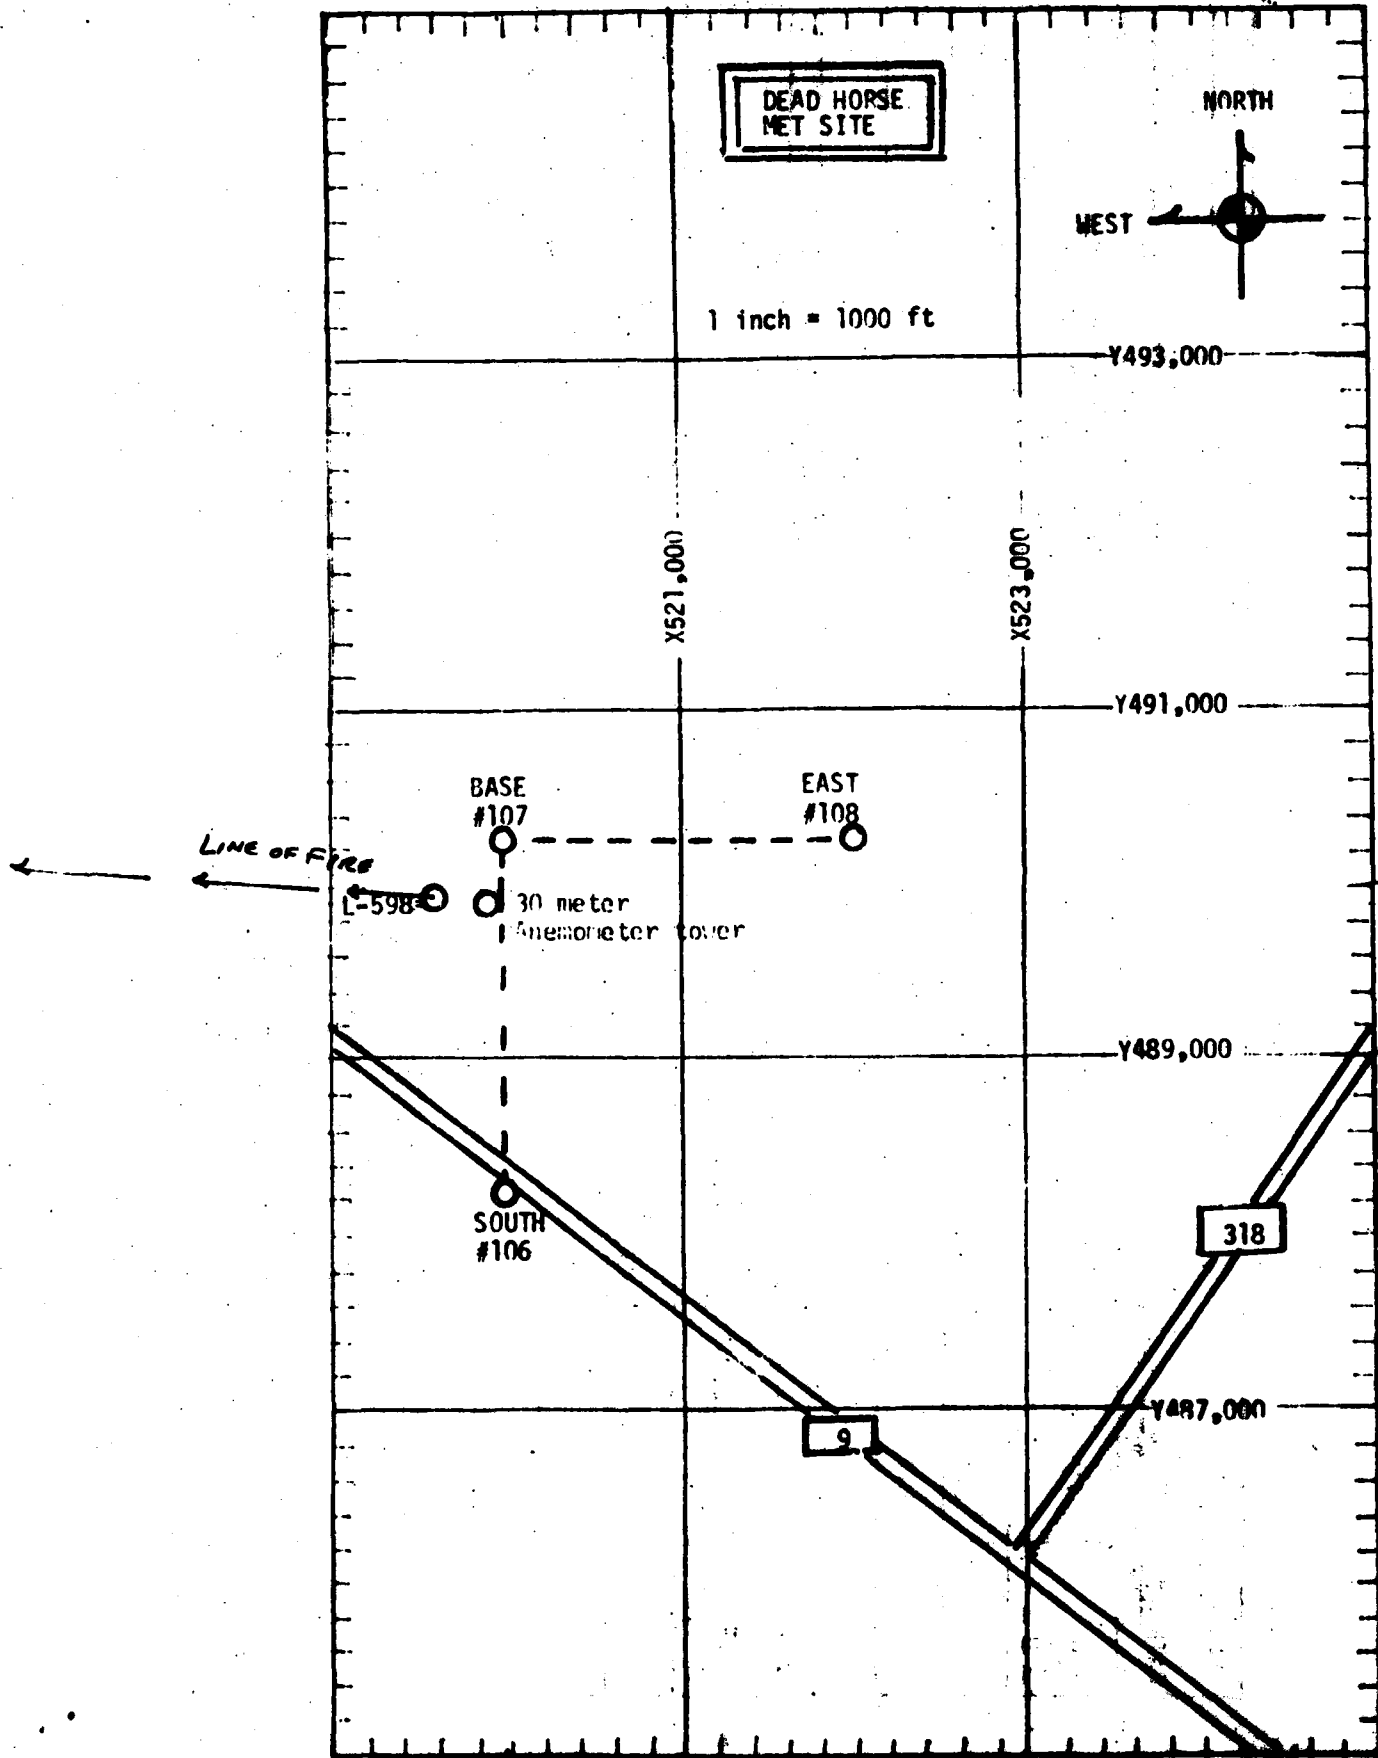 DEAD HORSE
MET SITE
NORTH
WEST
1 inch = 1000 ft
Y493,000
X521,000
X523,000
Y491,000
BASE
#107
EAST
#108
LINE OF FIRE
L-598
30 meter
Anemometer tower
Y489,000
SOUTH
#106
318
Y487,000
9